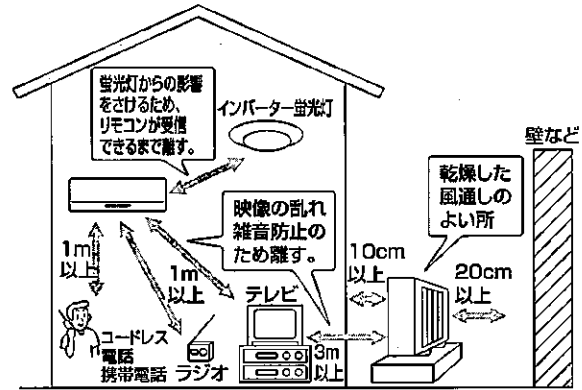 蛍光灯からの影響
をさけるため、
リモコンが受信
できるまで離す。
インバーター蛍光灯
壁など
乾燥した
風通しの
よい所
映像の乱れ
雑音防止の
ため離す。
1m
以上
1m
以上
10cm
以上
20cm
以上
テレビ
3m
以上
コードレス
電話
携帯電話
ラジオ